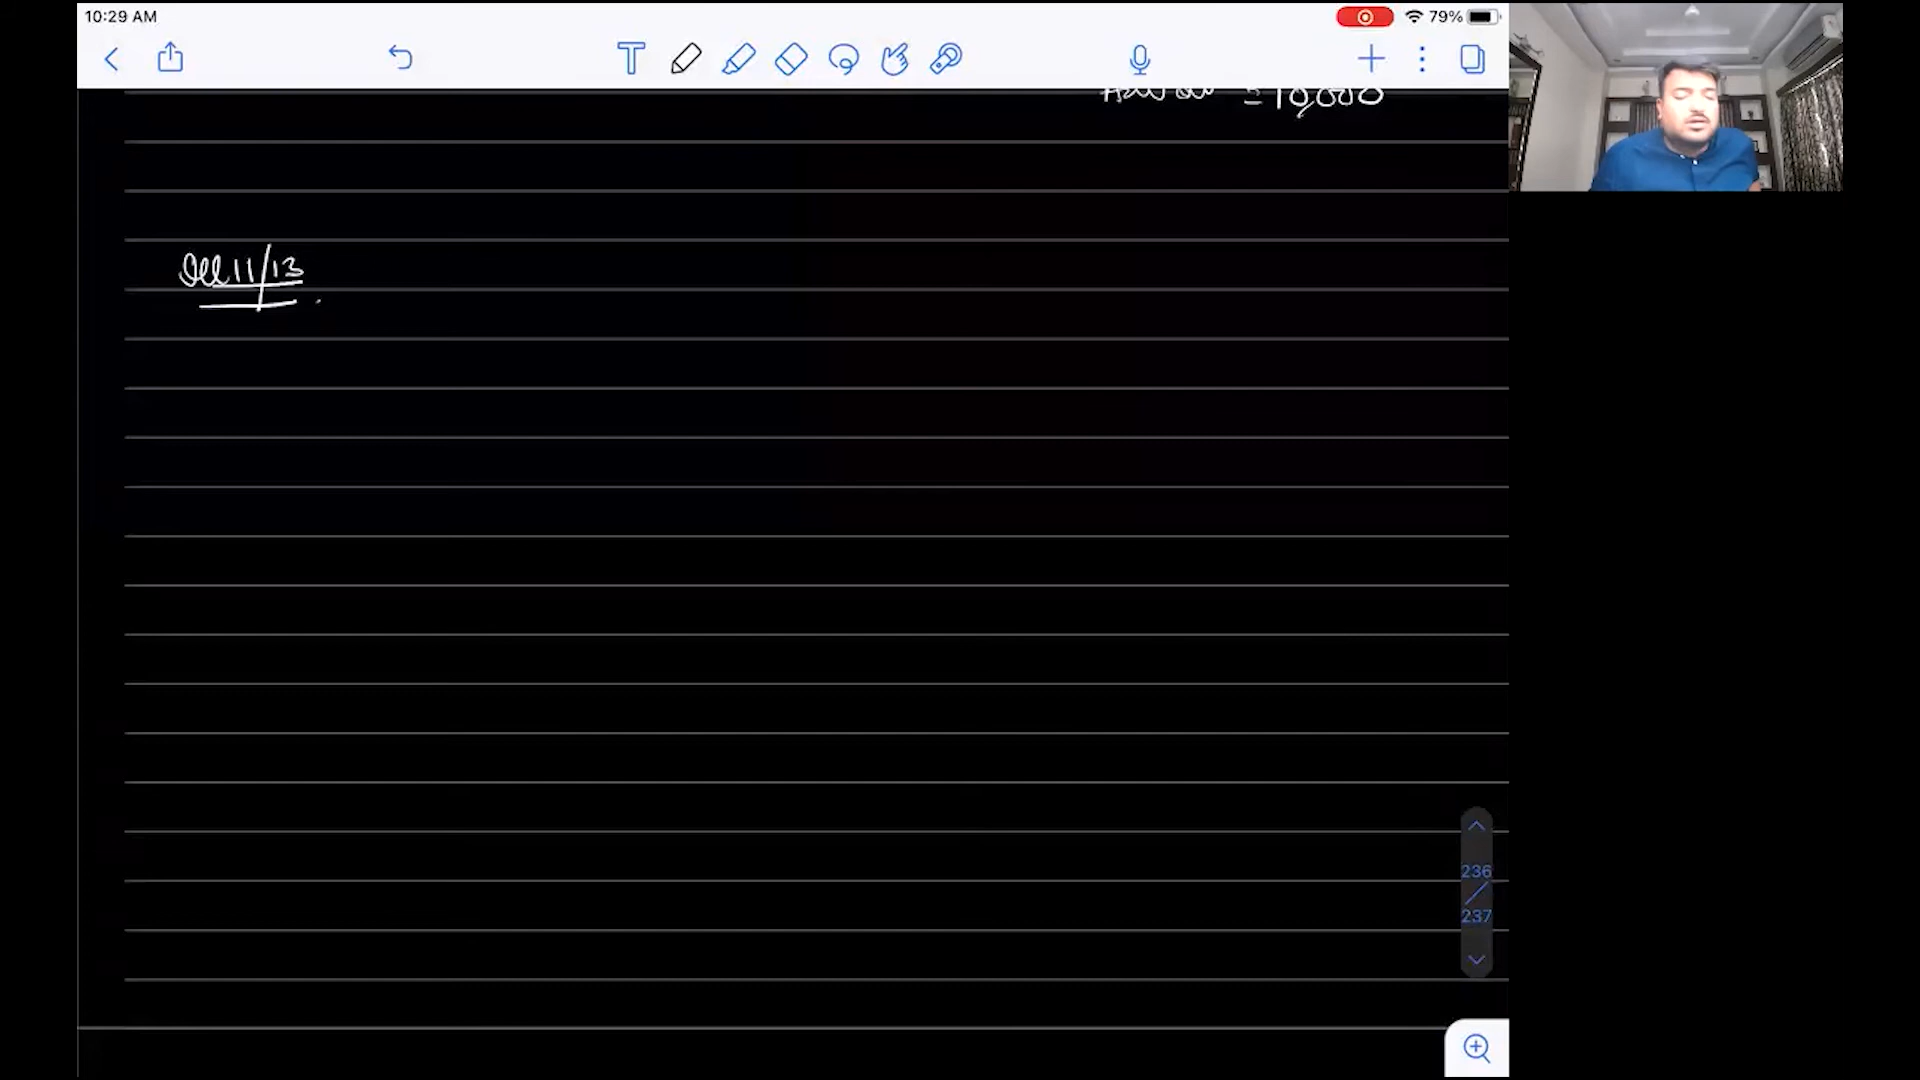 10:29 AM
79%
= 10,000
Ill 11/13
236
/
237